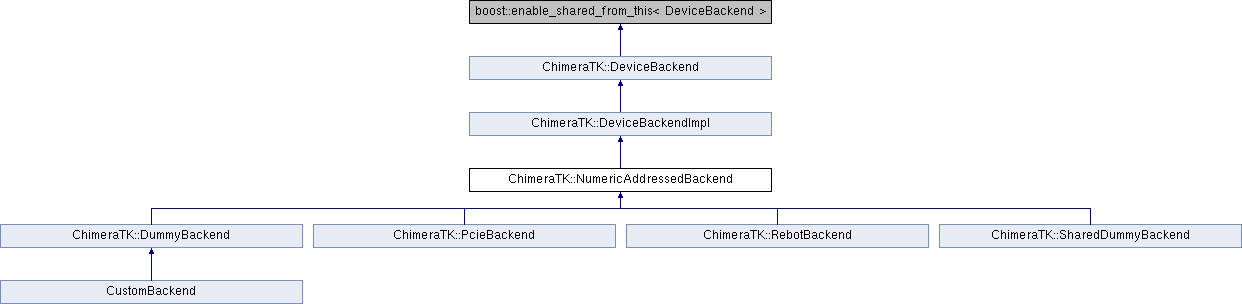 boost::enable_shared_from_this< DeviceBackend >
ChimeraTK::DeviceBackend
ChimeraTK::DeviceBackendImpl
ChimeraTK::NumericAddressedBackend
ChimeraTK::DummyBackend
ChimeraTK::PcieBackend
ChimeraTK::RebotBackend
ChimeraTK::SharedDummyBackend
CustomBackend